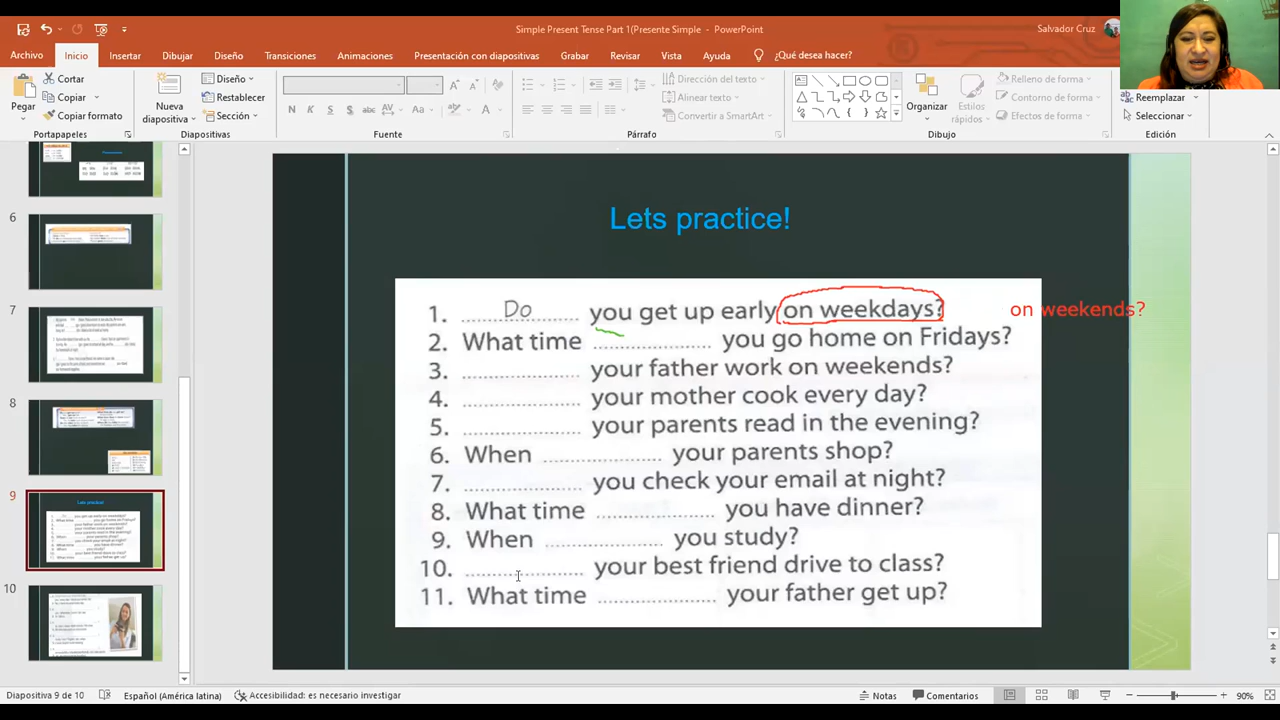 Simple Present Tense Part 1(Presente Simple - PowerPoint
Salvador Cruz
Archivo Inicio Insertar Dibujar Diseño Transiciones Animaciones Presentación con diapositivas Grabar Revisar Vista Ayuda ¿Qué desea hacer?
Pegar
Cortar
Copiar
Copiar formato
Portapapeles
Nueva diapositiva
Diseño
Restablecer
Sección
Diapositivas
N K S S abc AV Aa A
Fuente
Dirección del texto
Alinear texto
Convertir a SmartArt
Párrafo
Organizar
Estilos rápidos
Relleno de forma
Contorno de forma
Efectos de forma
Dibujo
Reemplazar
Seleccionar
Edición
6
7
8
9
10
Lets practice!
1. Do you get up early on weekdays? on weekends?
2. What time ............ you go home on Fridays?
3. ............ your father work on weekends?
4. ............ your mother cook every day?
5. ............ your parents read in the evening?
6. When ............ your parents shop?
7. ............ you check your email at night?
8. What time ............ you have dinner?
9. When ............ you study?
10. ............ your best friend drive to class?
11. What time ............ your father get up?
Diapositiva 9 de 10 Español (América latina) Accesibilidad: es necesario investigar Notas Comentarios 90%